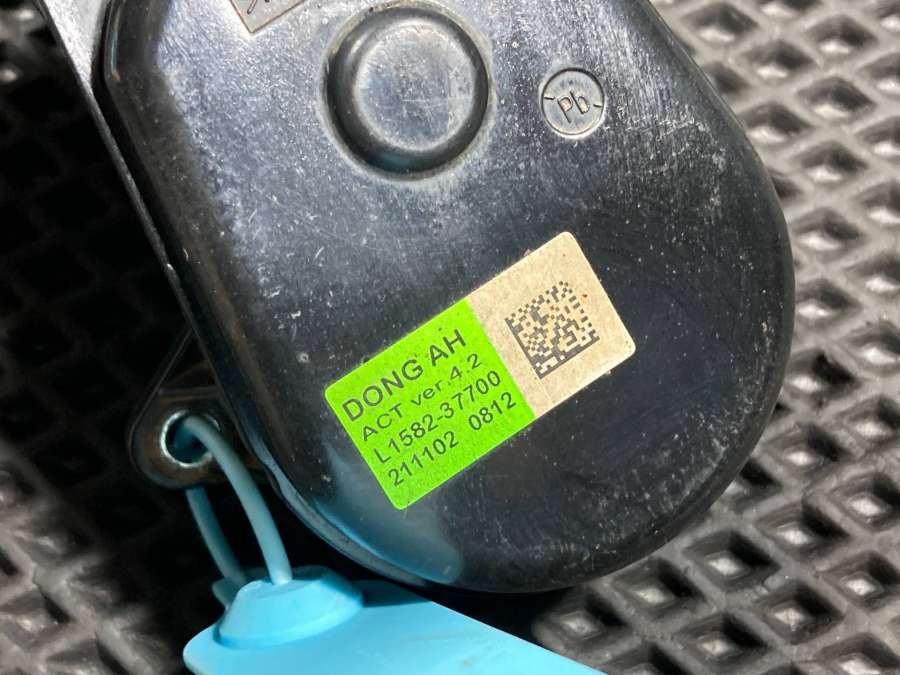 Pb
DONG AH
ACT ver.4.2
L1582-37700
211102 0812